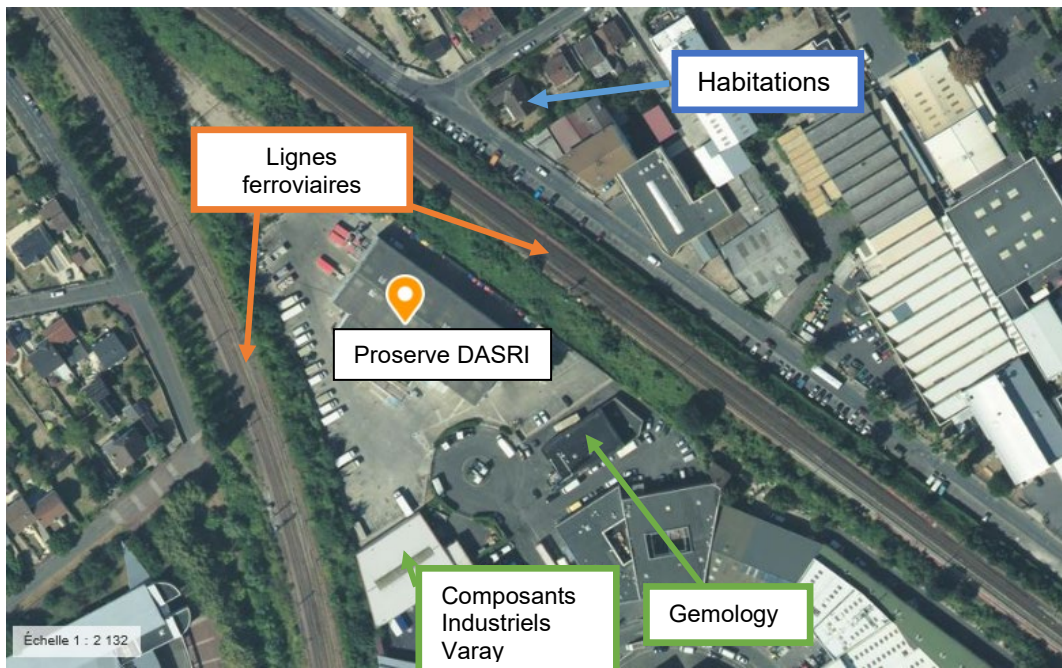 Habitations
Lignes
ferroviaires
Proserve DASRI
Composants
Industriels
Varay
Gemology
Échelle 1 : 2 132